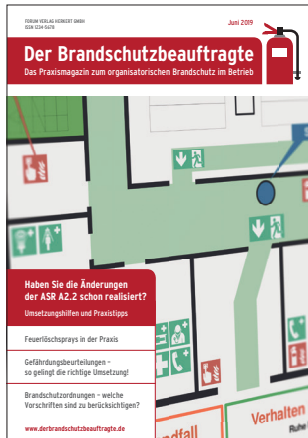 FORUM VERLAG HERKERT GMBH
ISSN 1234-5678
Juni 2019
Der Brandschutzbeauftragte
Das Praxismagazin zum organisatorischen Brandschutz im Betrieb
Haben Sie die Änderungen
der ASR A2.2 schon realisiert?
Umsetzungshilfen und Praxistipps
Feuerlöschsprays in der Praxis
Gefährdungsbeurteilungen –
so gelingt die richtige Umsetzung!
Brandschutzordnungen – welche
Vorschriften sind zu berücksichtigen?
www.derbrandschutzbeauftragte.de
Verhalten
Ruhe